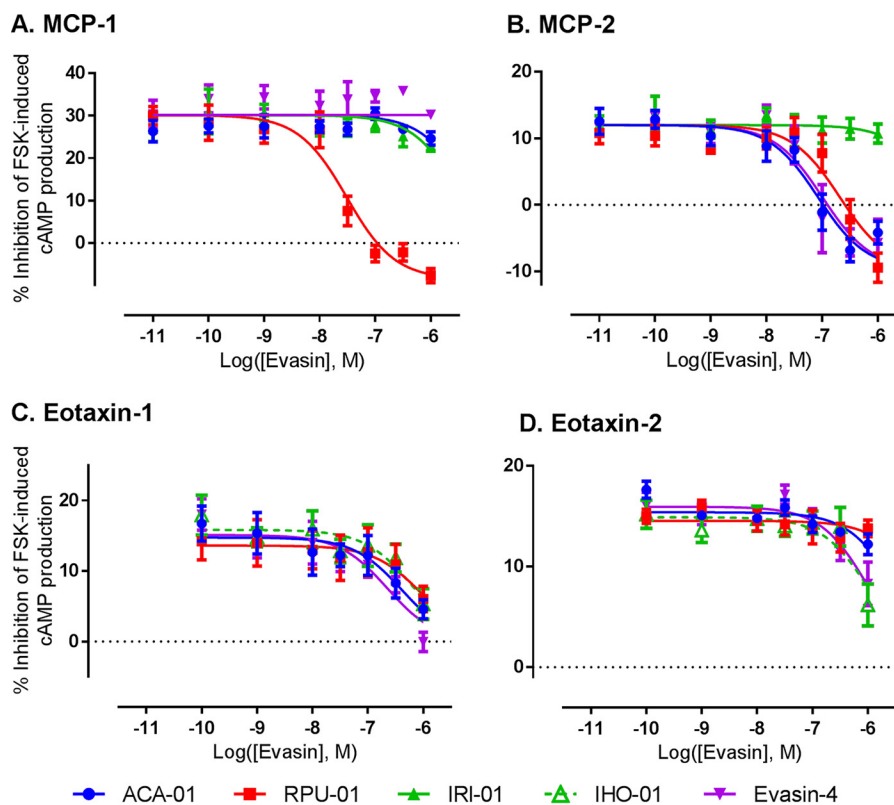 A. MCP-1
% Inhibition of FSK-induced
cAMP production
40
30
20
10
0
-11 -10 -9 -8 -7 -6
Log([Evasin], M)
B. MCP-2
20
10
0
-10
-11 -10 -9 -8 -7 -6
Log([Evasin], M)
C. Eotaxin-1
% Inhibition of FSK-induced
cAMP production
20
10
0
-11 -10 -9 -8 -7 -6
Log([Evasin], M)
D. Eotaxin-2
20
10
0
-11 -10 -9 -8 -7 -6
Log([Evasin], M)
ACA-01 RPU-01 IRI-01 IHO-01 Evasin-4